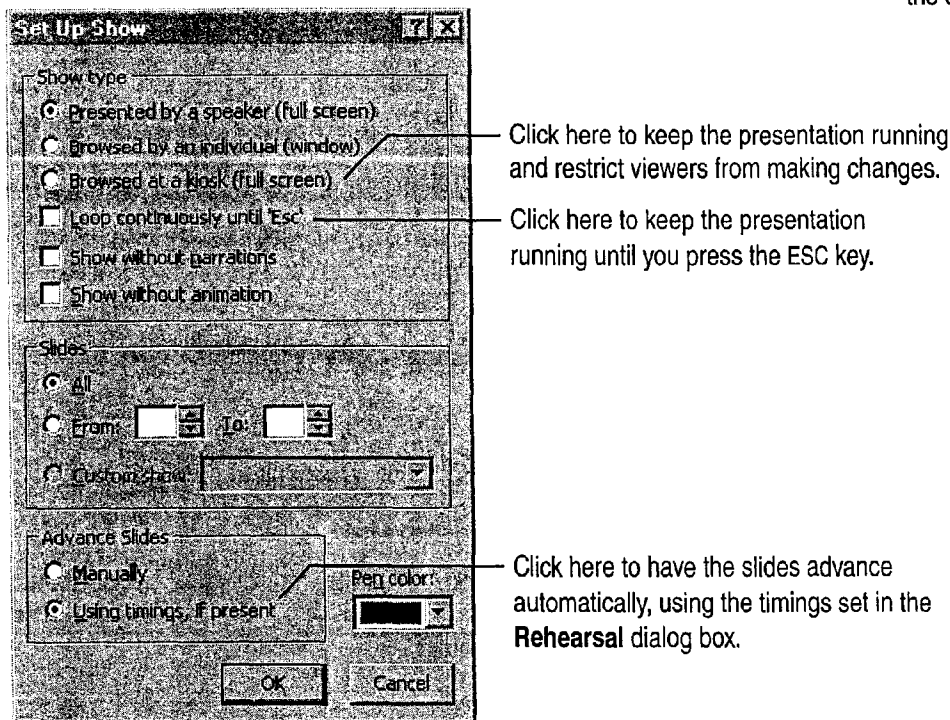 the
Set Up Show
Show type
Presented by a speaker (full screen)
Browsed by an individual (window)
Browsed at a kiosk (full screen)
Loop continuously until 'Esc'
Show without narrations
Show without animation
Click here to keep the presentation running
and restrict viewers from making changes.
Click here to keep the presentation
running until you press the ESC key.
Slides
All
From: To:
Custom show:
Advance Slides
Manually
Using timings, if present
Pen color:
OK Cancel
Click here to have the slides advance
automatically, using the timings set in the
Rehearsal dialog box.